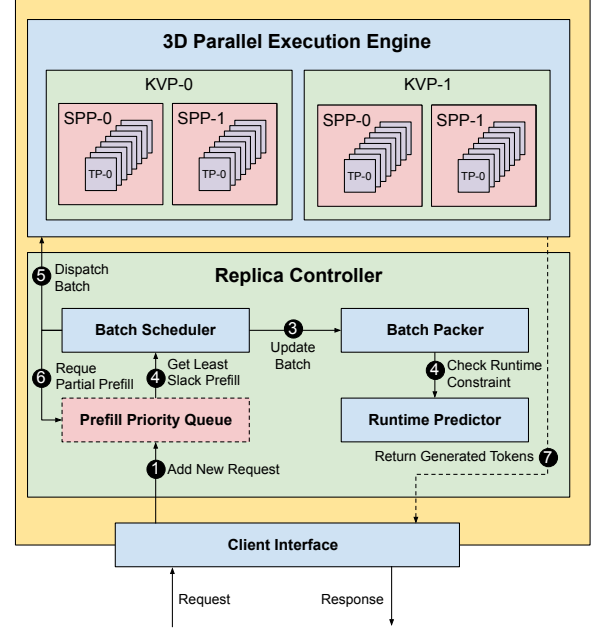 3D Parallel Execution Engine
KVP-0
KVP-1
SPP-0
SPP-1
SPP-0
SPP-1
TP-0
TP-0
TP-0
TP-0
5 Dispatch
Batch
Replica Controller
Batch Scheduler
3
Update
Batch
Batch Packer
6 Reque
Partial Prefill
4 Get Least
Slack Prefill
4 Check Runtime
Constraint
Prefill Priority Queue
Runtime Predictor
1 Add New Request
Return Generated Tokens 7
Client Interface
Request
Response